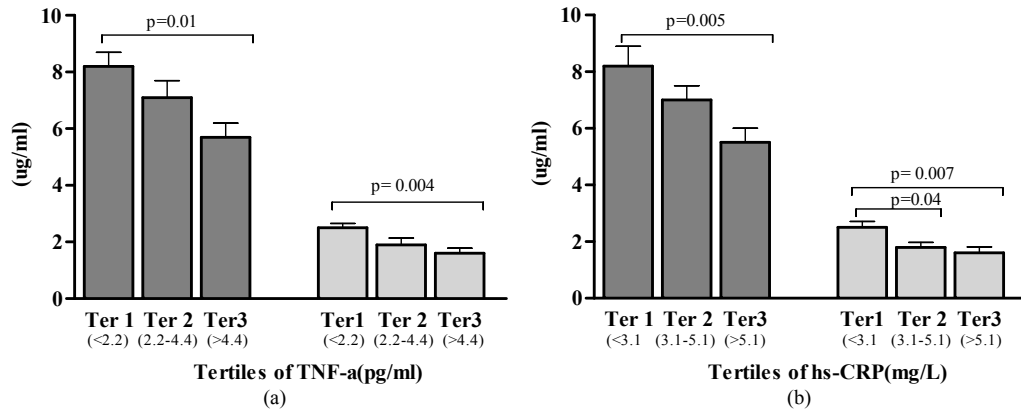 10
8
6
4
2
0
(ug/ml)
p=0.01
p= 0.004
Ter 1 Ter 2 Ter3 Ter1 Ter 2 Ter3
(<2.2) (2.2-4.4) (>4.4) (<2.2) (2.2-4.4) (>4.4)
Tertiles of TNF-a(pg/ml)
(a)
10
8
6
4
2
0
(ug/ml)
p=0.005
p= 0.007
p=0.04
Ter 1 Ter 2 Ter3 Ter1 Ter 2 Ter3
(<3.1 (3.1-5.1) (>5.1) (<3.1 (3.1-5.1) (>5.1)
Tertiles of hs-CRP(mg/L)
(b)